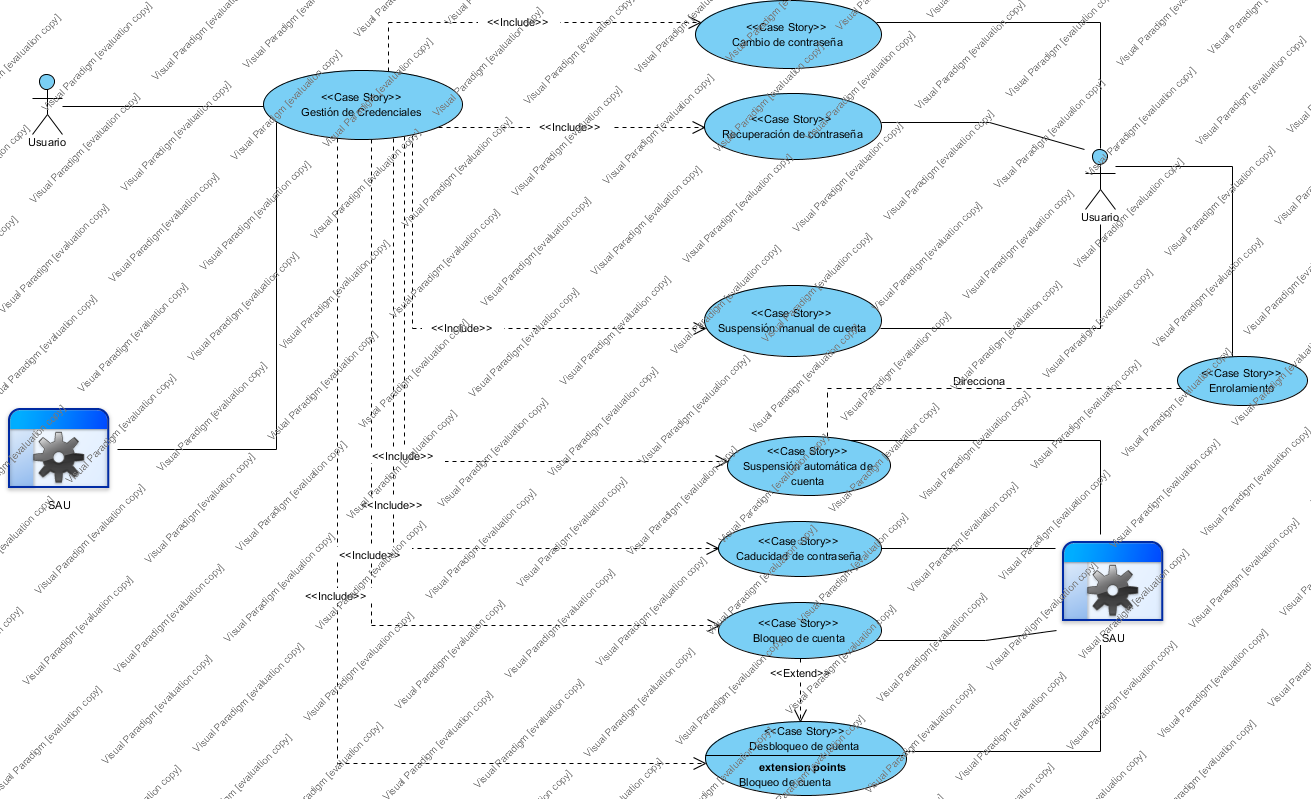 <<Include>>
<<Case Story>>
Cambio de contraseña
<<Case Story>>
Gestión de Credenciales
Usuario
<<Include>>
<<Case Story>>
Recuperación de contraseña
Usuario
<<Include>>
<<Case Story>>
Suspensión manual de cuenta
Direcciona
<<Case Story>>
Enrolamiento
SAU
<<Include>>
<<Case Story>>
Suspensión automática de
cuenta
<<Include>>
<<Include>>
<<Case Story>>
Caducidad de contraseña
<<Include>>
<<Case Story>>
Bloqueo de cuenta
SAU
<<Extend>>
<<Case Story>>
Desbloqueo de cuenta
extension points
Bloqueo de cuenta
Visual Paradigm [evaluation copy]